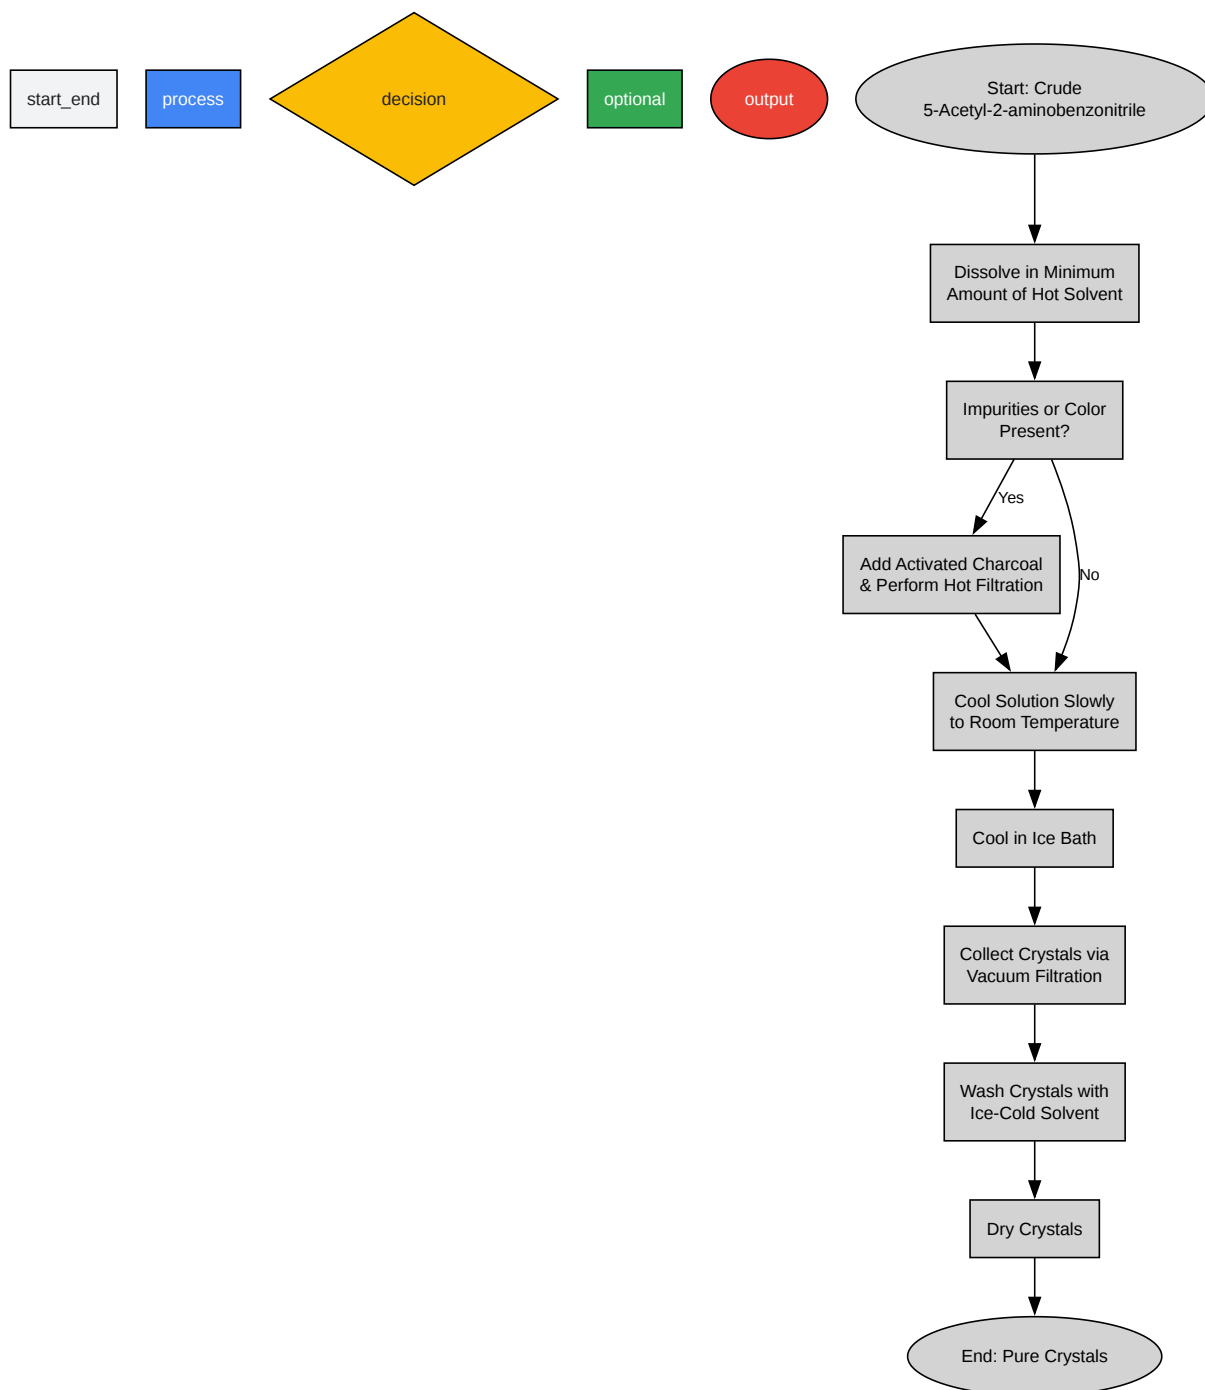 start_end
process
decision
optional
output
Start: Crude
5-Acetyl-2-aminobenzonitrile
Dissolve in Minimum
Amount of Hot Solvent
Impurities or Color
Present?
Yes
Add Activated Charcoal
& Perform Hot Filtration
No
Cool Solution Slowly
to Room Temperature
Cool in Ice Bath
Collect Crystals via
Vacuum Filtration
Wash Crystals with
Ice-Cold Solvent
Dry Crystals
End: Pure Crystals